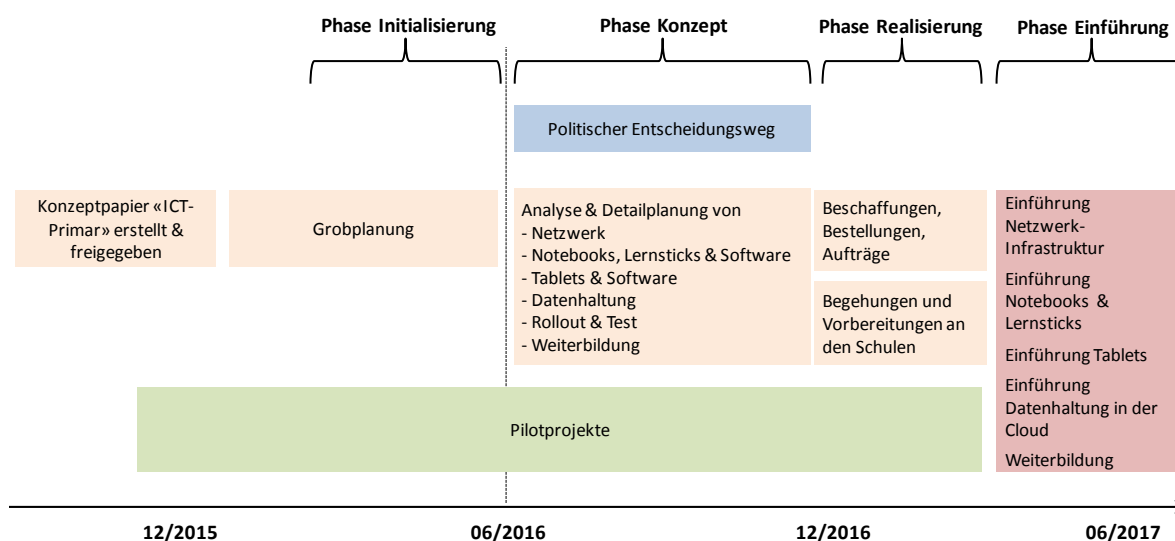 Phase Initialisierung
Phase Konzept
Phase Realisierung
Phase Einführung
Politischer Entscheidungsweg
Konzeptpapier «ICT-
Primar» erstellt &
freigegeben
Grobplanung
Analyse & Detailplanung von
- Netzwerk
- Notebooks, Lernsticks & Software
- Tablets & Software
- Datenhaltung
- Rollout & Test
- Weiterbildung
Beschaffungen,
Bestellungen,
Aufträge
Begehungen und
Vorbereitungen an
den Schulen
Einführung
Netzwerk-
Infrastruktur
Einführung
Notebooks &
Lernsticks
Einführung Tablets
Einführung
Datenhaltung in der
Cloud
Weiterbildung
Pilotprojekte
12/2015
06/2016
12/2016
06/2017